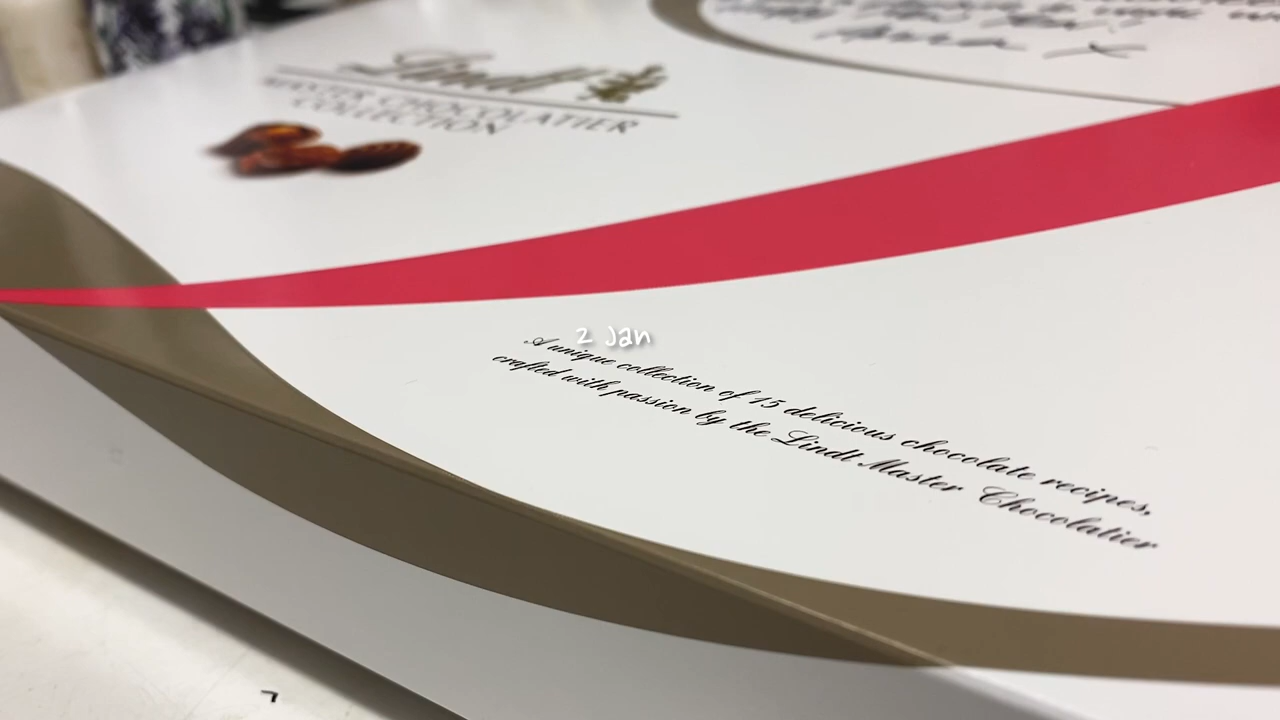 Lindt
MASTER CHOCOLATIER
COLLECTION
2 Jan
A unique collection of 15 delicious chocolate recipes,
crafted with passion by the Lindt Master Chocolatier